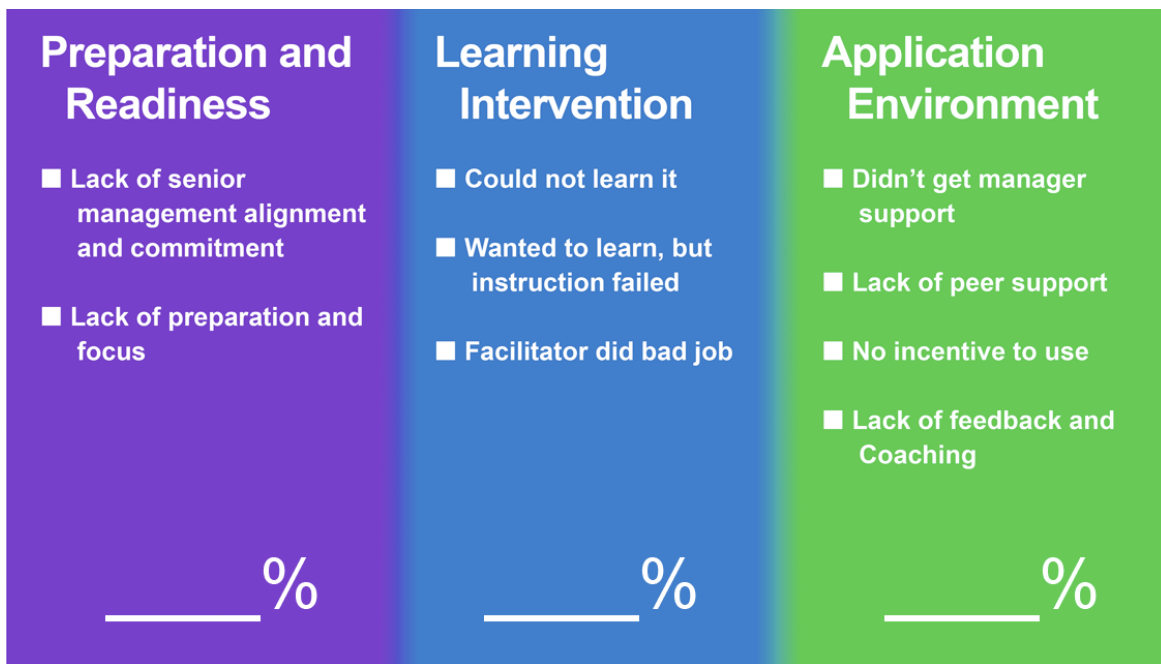 Preparation and
Readiness
■ Lack of senior
management alignment
and commitment
■ Lack of preparation and
focus
_____%
Learning
Intervention
■ Could not learn it
■ Wanted to learn, but
instruction failed
■ Facilitator did bad job
_____%
Application
Environment
■ Didn’t get manager
support
■ Lack of peer support
■ No incentive to use
■ Lack of feedback and
Coaching
_____%